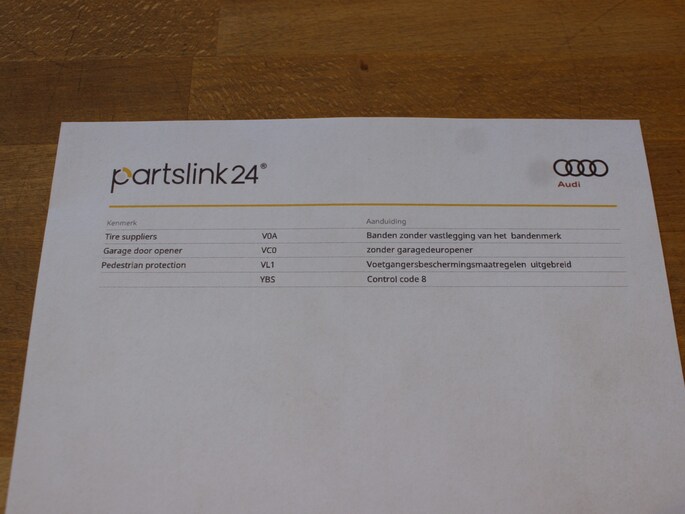 partslink24®
Audi
Kenmerk Aanduiding
Tire suppliers V0A Banden zonder vastlegging van het bandenmerk
Garage door opener VC0 zonder garagedeuropener
Pedestrian protection VL1 Voetgangersbeschermingsmaatregelen uitgebreid
YBS Control code 8